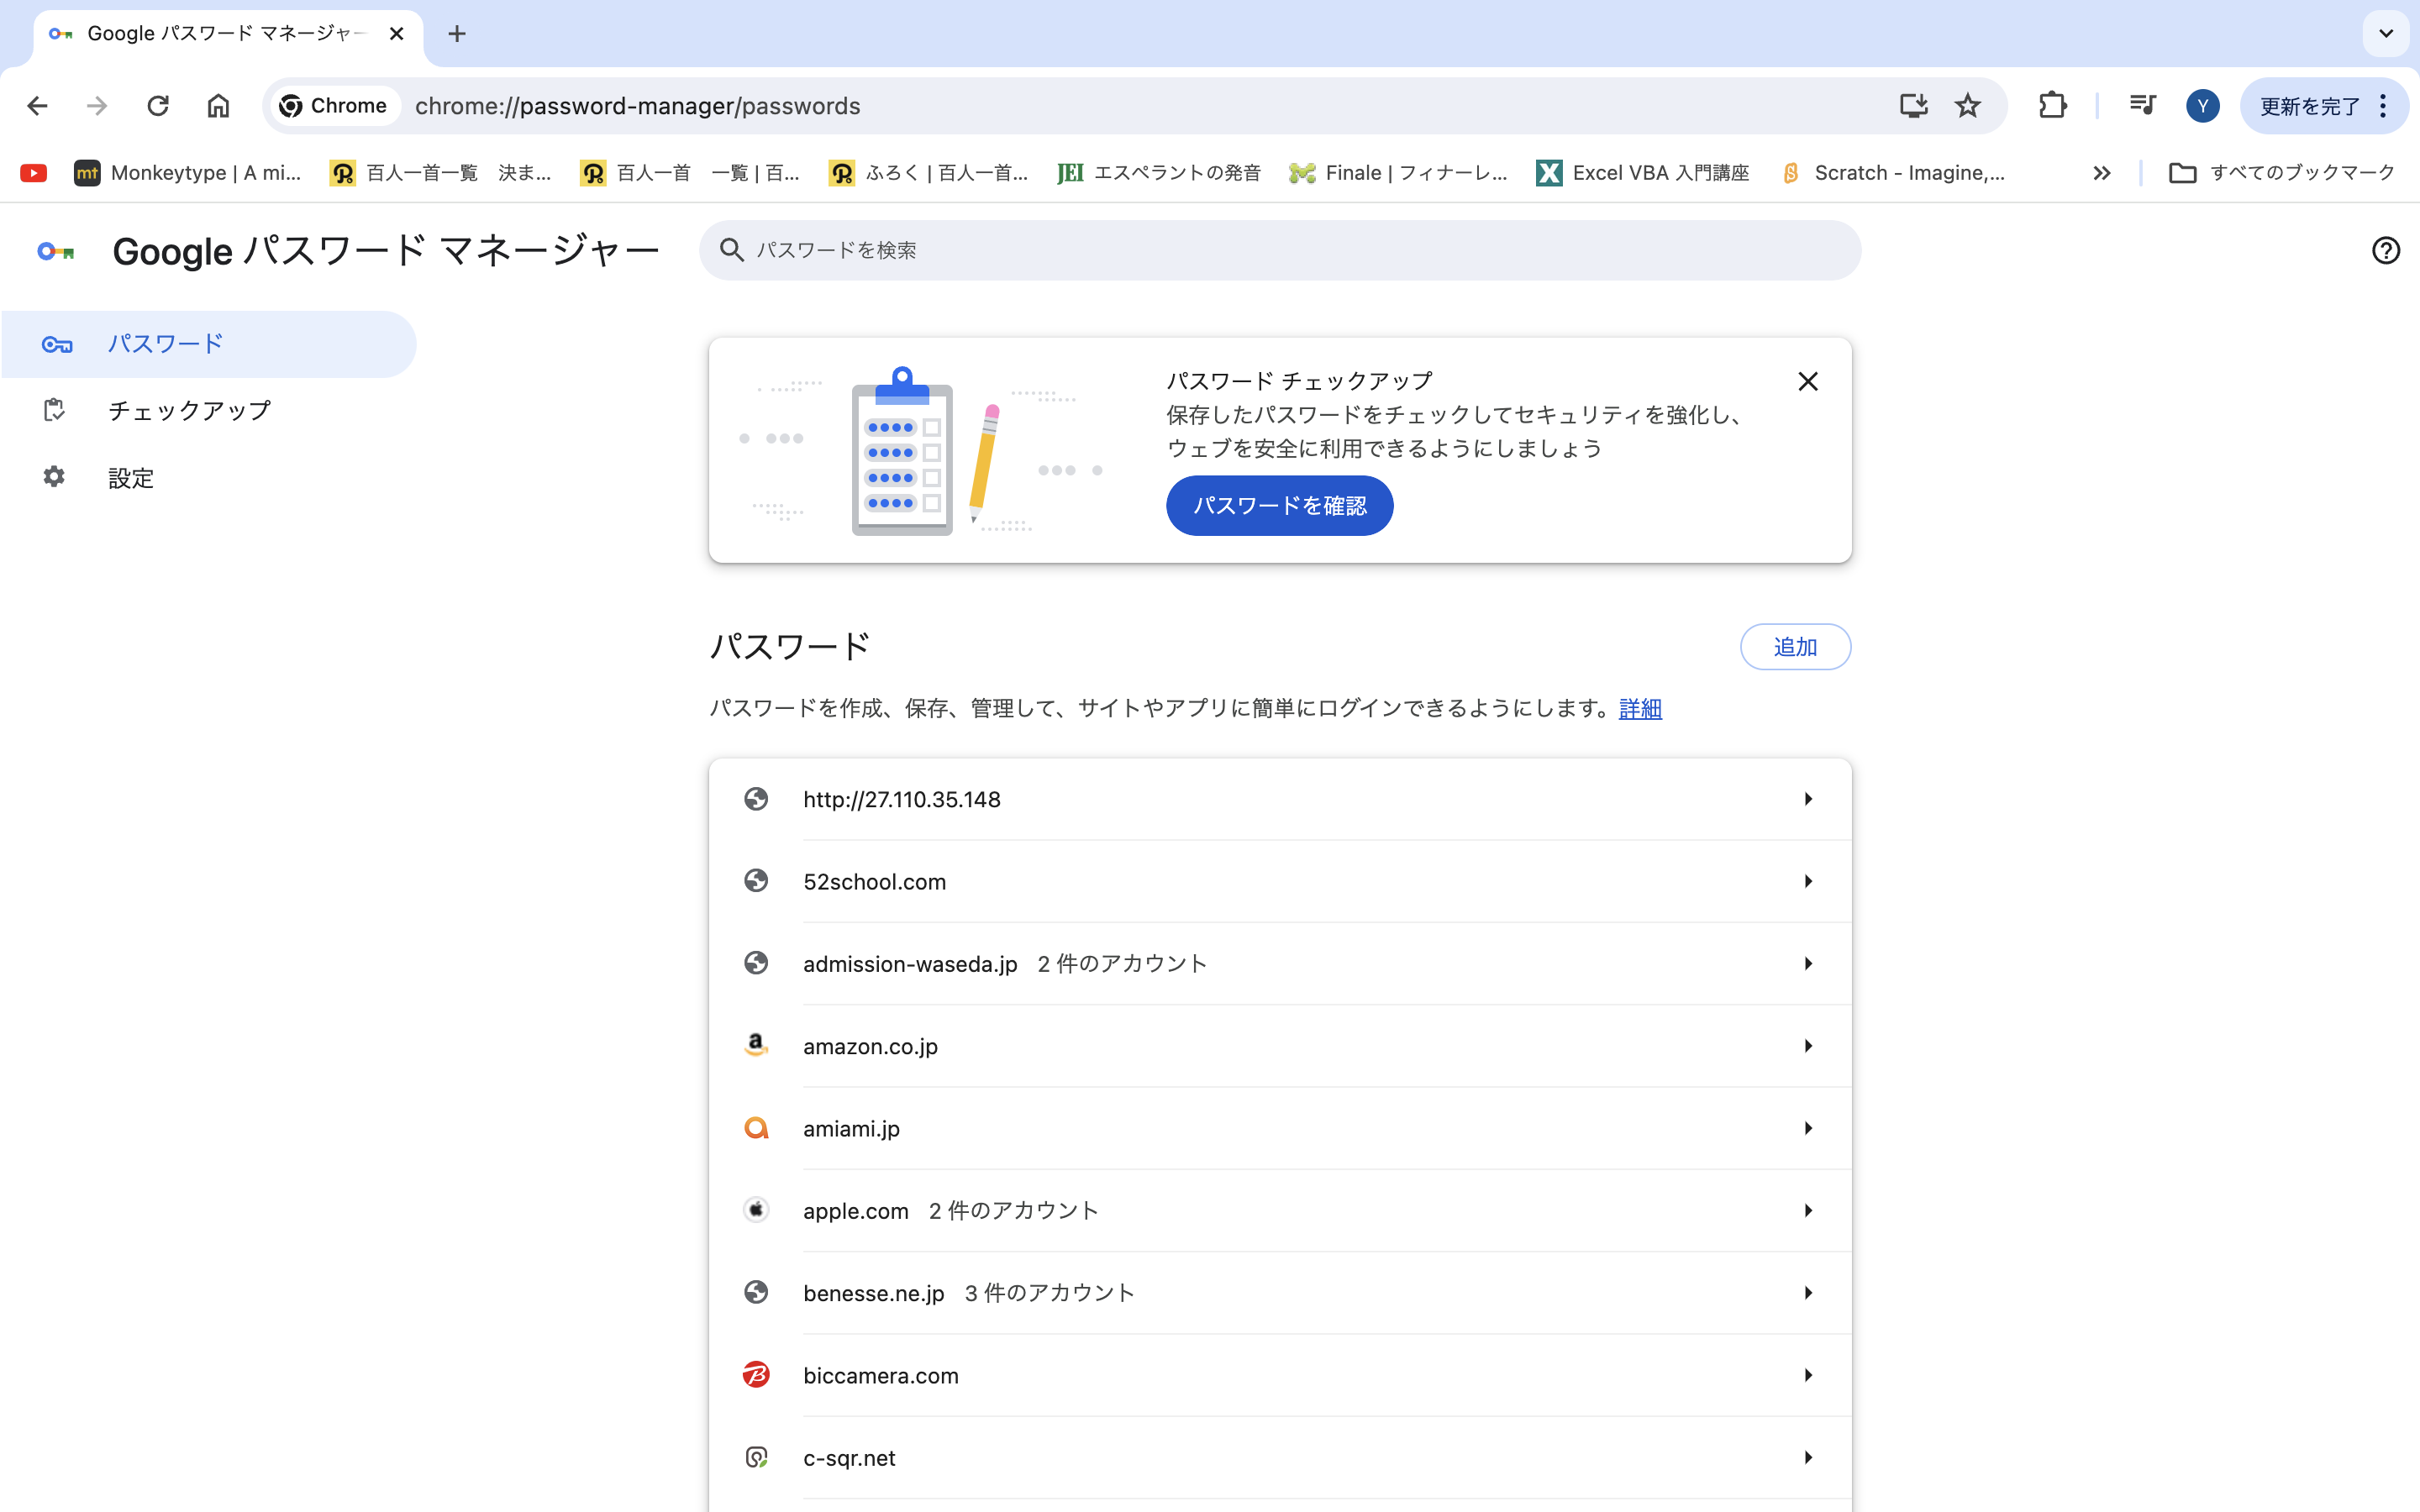 Google パスワード マネージャー
Chrome
chrome://password-manager/passwords
Y
更新を完了
mt
Monkeytype | A mi...
百人一首一覧 決ま...
百人一首 一覧 | 百...
ふろく | 百人一首...
JEI
エスペラントの発音
Finale | フィナーレ...
Excel VBA 入門講座
Scratch - Imagine,...
すべてのブックマーク
Google パスワード マネージャー
パスワードを検索
パスワード
チェックアップ
設定
パスワード チェックアップ
保存したパスワードをチェックしてセキュリティを強化し、
ウェブを安全に利用できるようにしましょう
パスワードを確認
パスワード
追加
パスワードを作成、保存、管理して、サイトやアプリに簡単にログインできるようにします。詳細
http://27.110.35.148
52school.com
admission-waseda.jp 2 件のアカウント
amazon.co.jp
amiami.jp
apple.com 2 件のアカウント
benesse.ne.jp 3 件のアカウント
biccamera.com
c-sqr.net